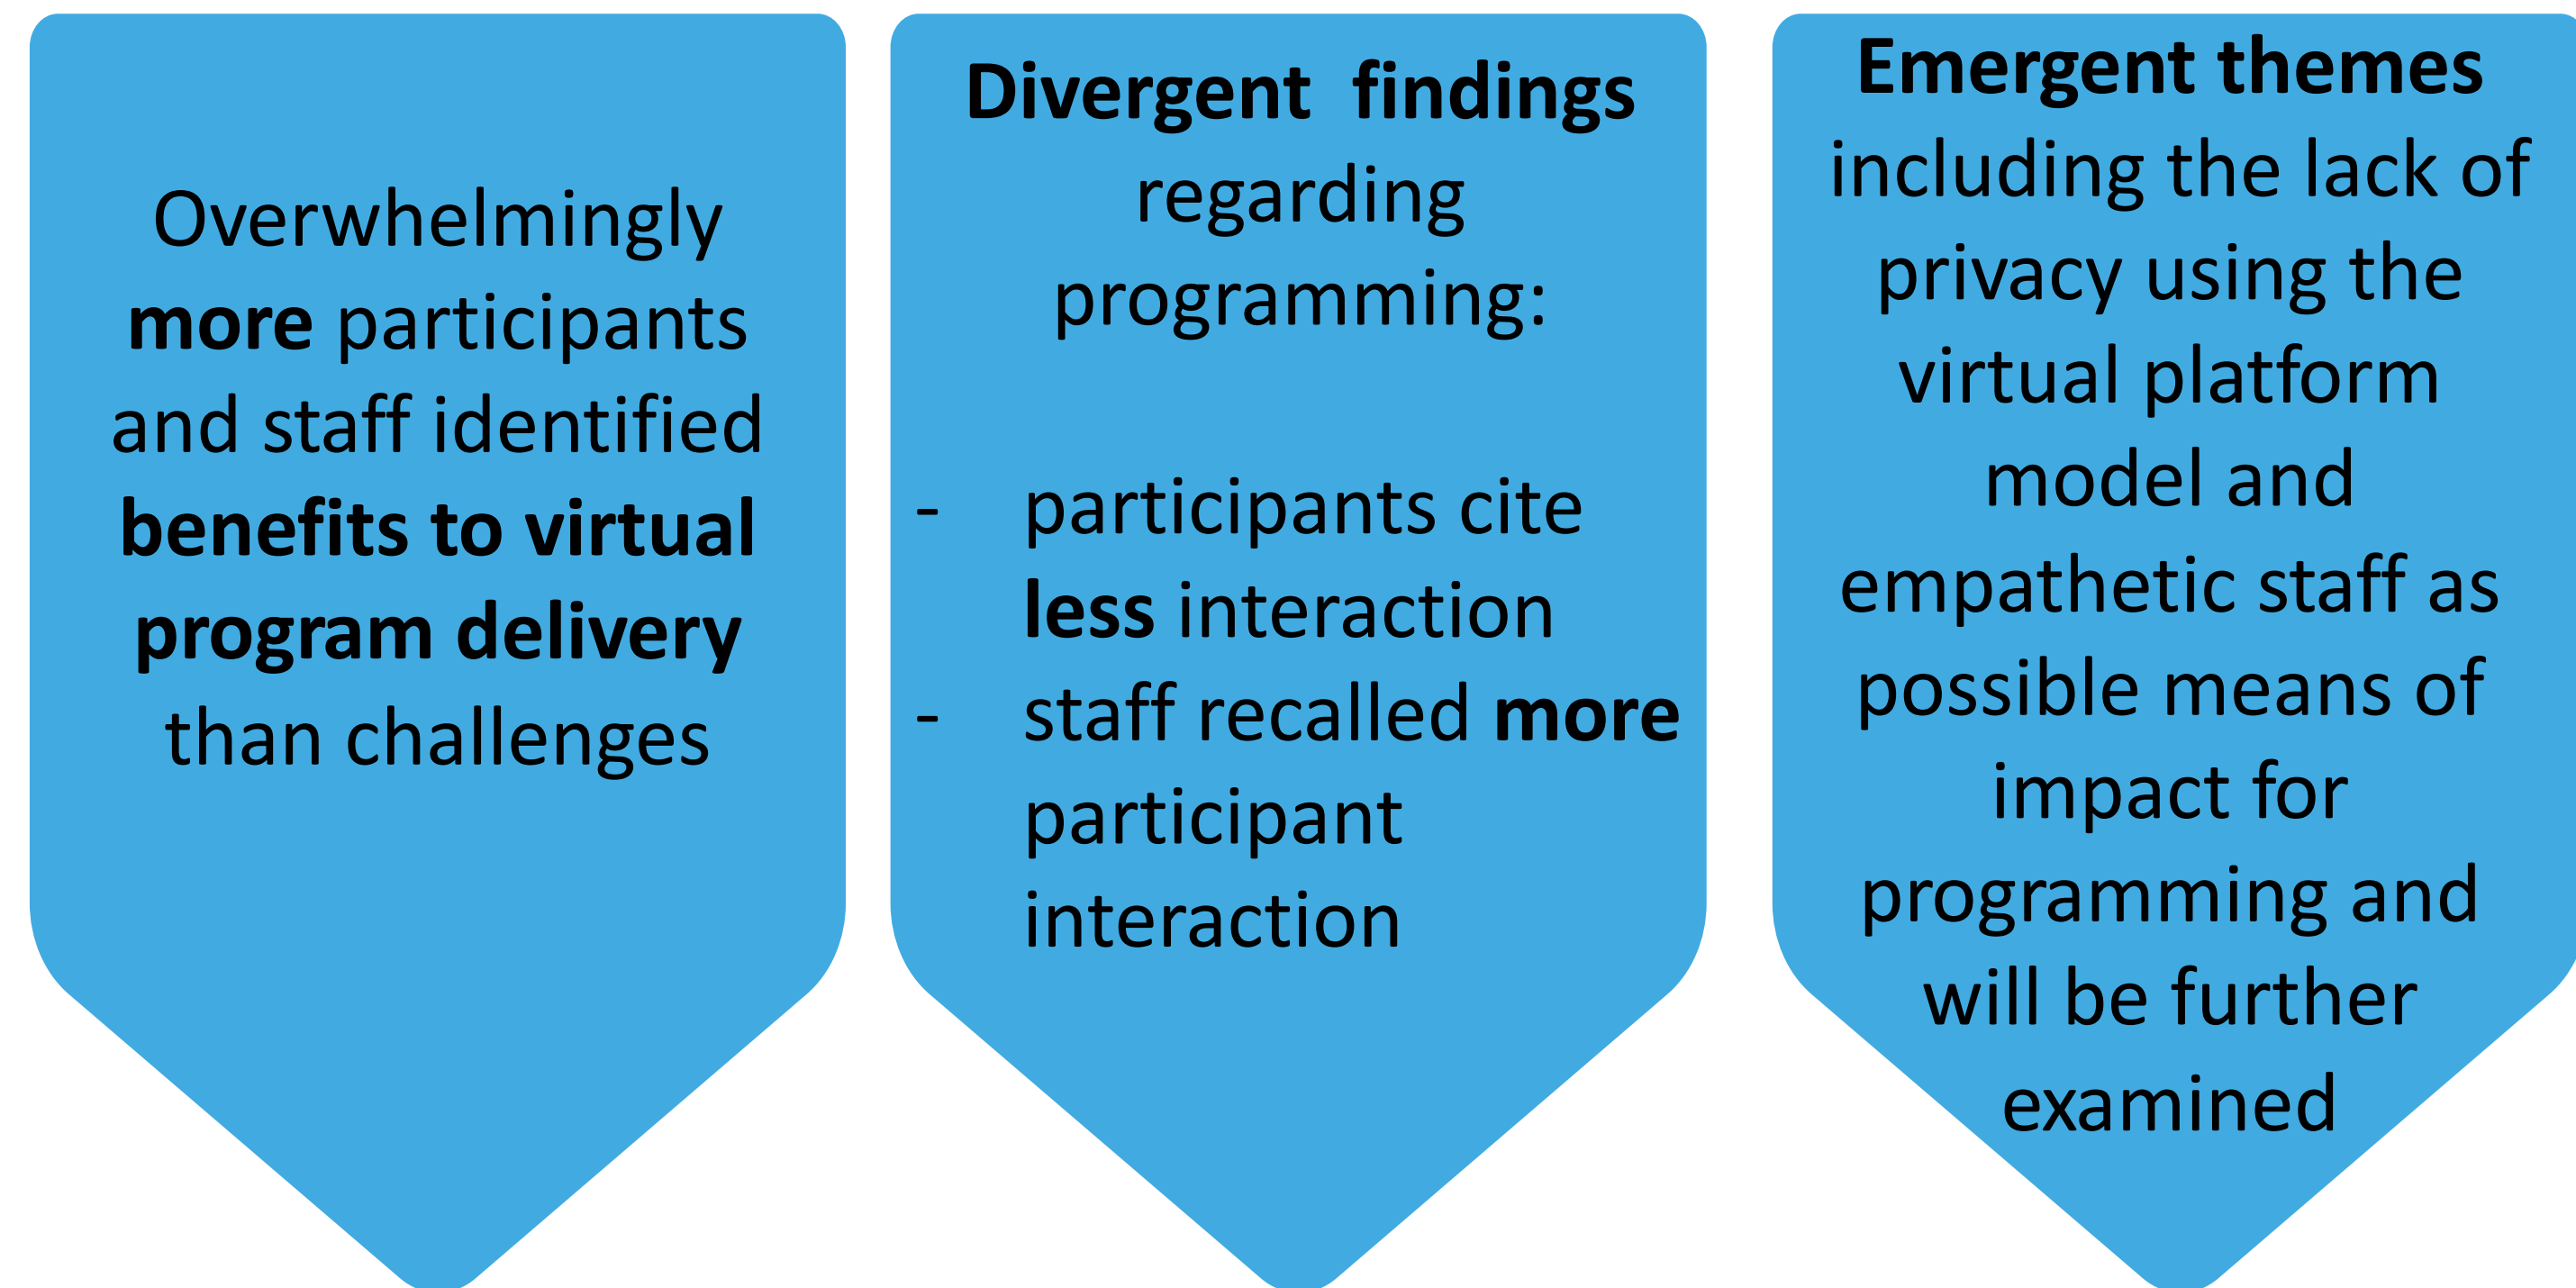 Overwhelmingly
more participants
and staff identified
benefits to virtual
program delivery
than challenges
Divergent  findings
regarding
programming:
- participants cite
less interaction
- staff recalled more
participant
interaction
Emergent themes
including the lack of
privacy using the
virtual platform
model and
empathetic staff as
possible means of
impact for
programming and
will be further
examined